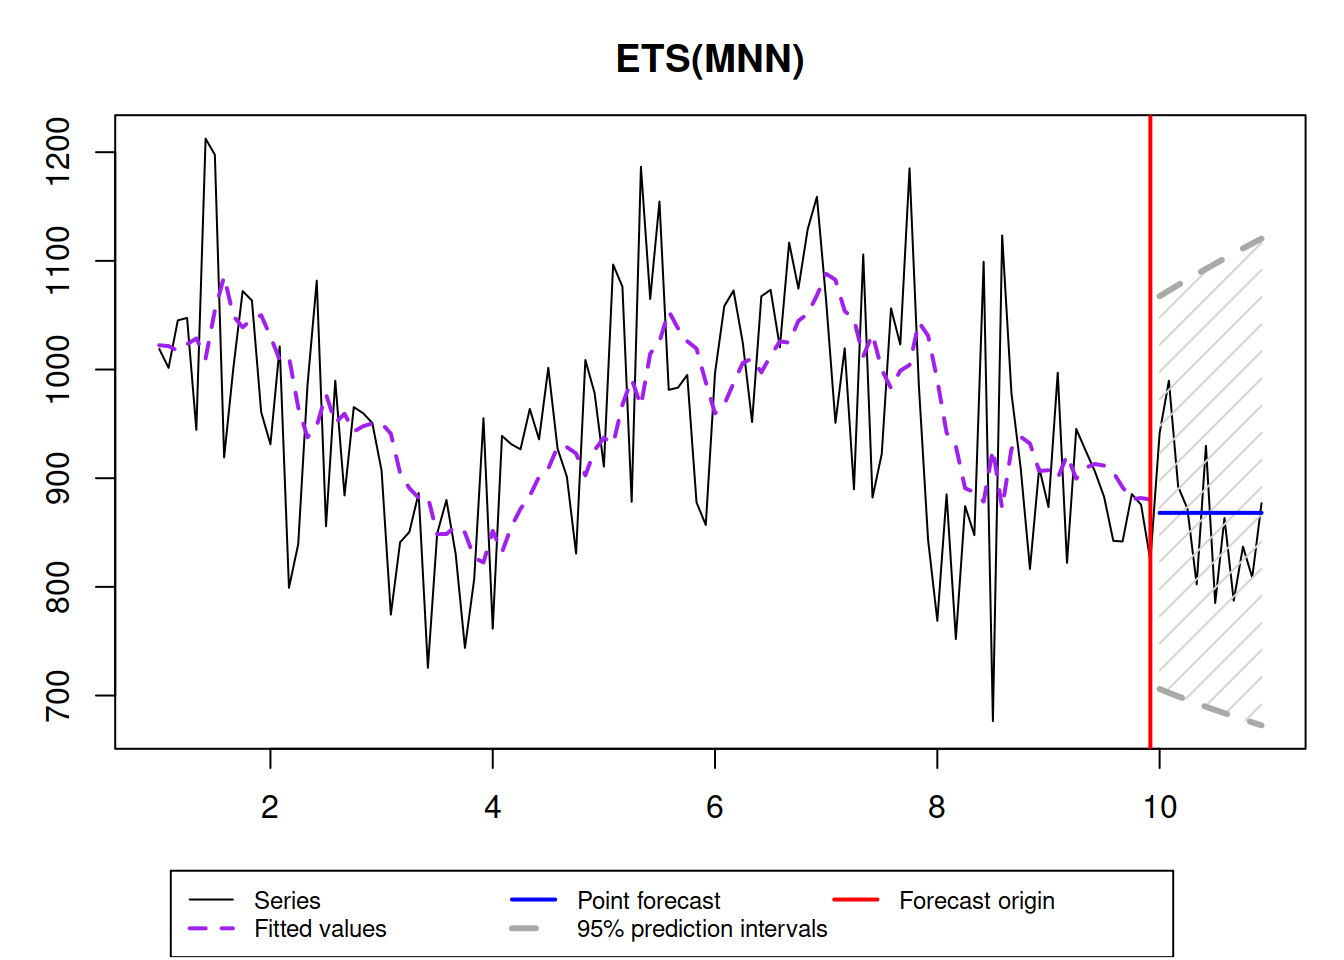 ETS(MNN)
1200
1100
1000
900
800
700
2 4 6 8 10
Series Point forecast Forecast origin
Fitted values 95% prediction intervals